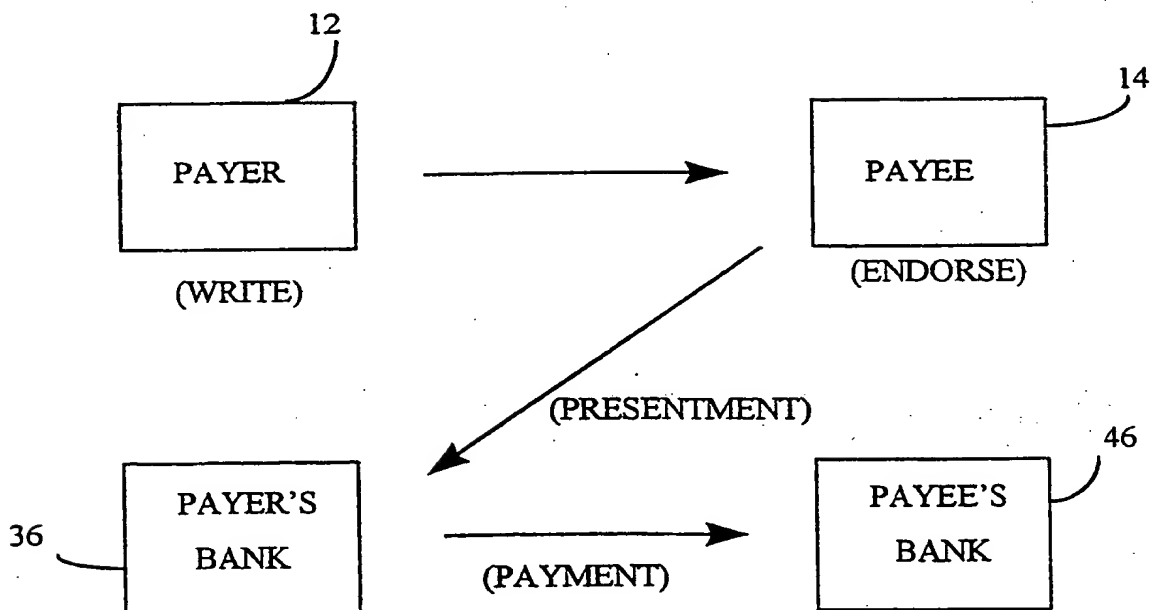 12
14
PAYER
PAYEE
(WRITE)
(ENDORSE)
(PRESENTMENT)
46
36
PAYER'S
BANK
PAYEE'S
BANK
(PAYMENT)